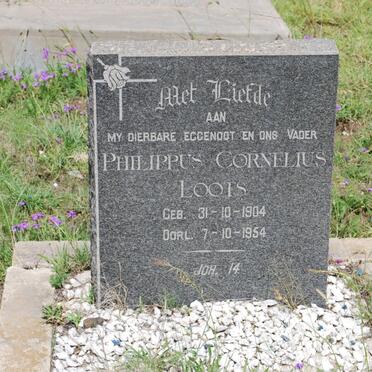 Met Liefde
AAN
MY DIERBARE EGGENOOT EN ONS VADER
PHILIPPUS CORNELIUS
LOOTS
GEB. 31-10-1904
OORL. 7-10-1954
JOH. 14